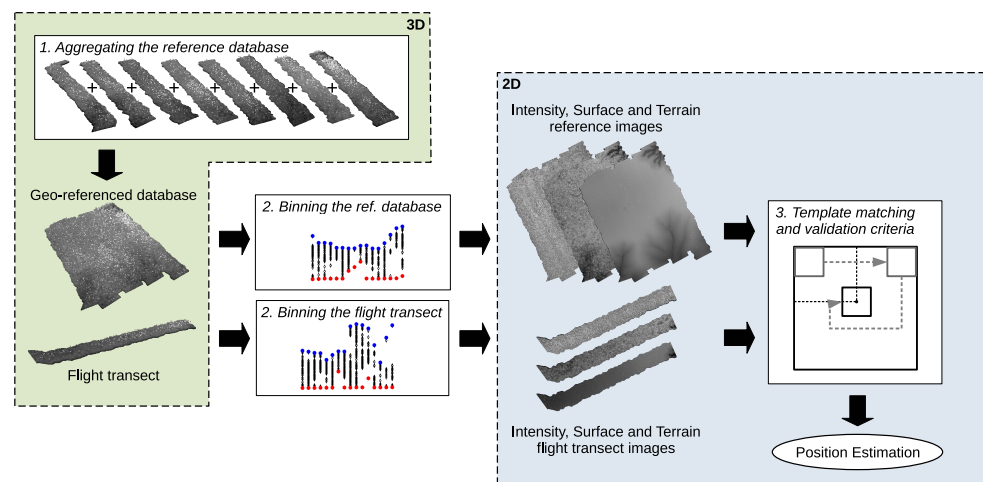 3D
1. Aggregating the reference database
+ + + + + + +
Geo-referenced database
Flight transect
2. Binning the ref. database
2. Binning the flight transect
2D
Intensity, Surface and Terrain
reference images
Intensity, Surface and Terrain
flight transect images
3. Template matching
and validation criteria
Position Estimation